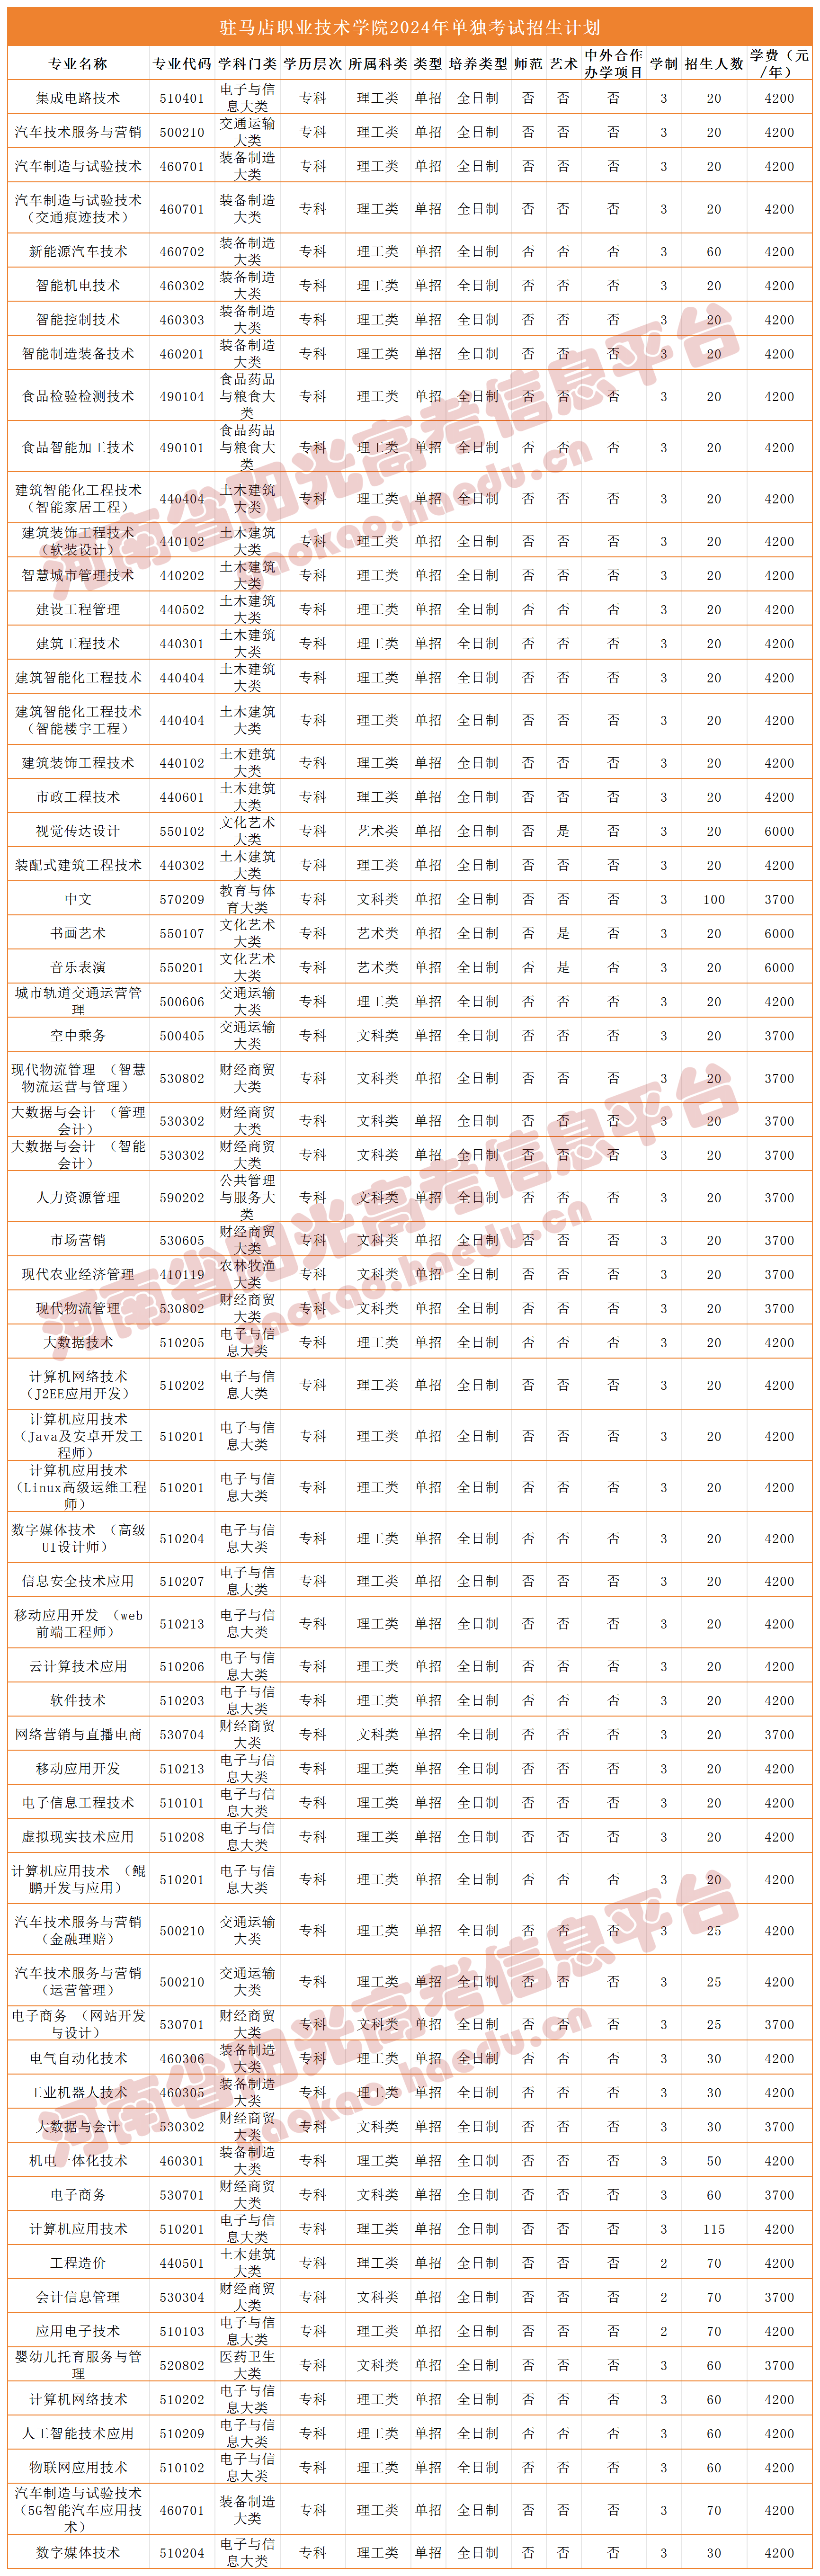 驻马店职业技术学院2024年单独考试招生计划
专业名称 专业代码 学科门类 学历层次 所属科类 类型 培养类型 师范 艺术 中外合作办学项目 学制 招生人数 学费（元/年）
集成电路技术 510401 电子与信息大类 专科 理工类 单招 全日制 否 否 否 3 20 4200
汽车技术服务与营销 500210 交通运输大类 专科 理工类 单招 全日制 否 否 否 3 20 4200
汽车制造与试验技术 460701 装备制造大类 专科 理工类 单招 全日制 否 否 否 3 20 4200
汽车制造与试验技术（交通痕迹技术） 460701 装备制造大类 专科 理工类 单招 全日制 否 否 否 3 20 4200
新能源汽车技术 460702 装备制造大类 专科 理工类 单招 全日制 否 否 否 3 60 4200
智能机电技术 460302 装备制造大类 专科 理工类 单招 全日制 否 否 否 3 20 4200
智能控制技术 460303 装备制造大类 专科 理工类 单招 全日制 否 否 否 3 20 4200
智能制造装备技术 460201 装备制造大类 专科 理工类 单招 全日制 否 否 否 3 20 4200
食品检验检测技术 490104 食品药品与粮食大类 专科 理工类 单招 全日制 否 否 否 3 20 4200
食品智能加工技术 490101 食品药品与粮食大类 专科 理工类 单招 全日制 否 否 否 3 20 4200
建筑智能化工程技术（智能家居工程） 440404 土木建筑大类 专科 理工类 单招 全日制 否 否 否 3 20 4200
建筑装饰工程技术（软装设计） 440102 土木建筑大类 专科 理工类 单招 全日制 否 否 否 3 20 4200
智慧城市管理技术 440202 土木建筑大类 专科 理工类 单招 全日制 否 否 否 3 20 4200
建设工程管理 440502 土木建筑大类 专科 理工类 单招 全日制 否 否 否 3 20 4200
建筑工程技术 440301 土木建筑大类 专科 理工类 单招 全日制 否 否 否 3 20 4200
建筑智能化工程技术 440404 土木建筑大类 专科 理工类 单招 全日制 否 否 否 3 20 4200
建筑智能化工程技术（智能楼宇工程） 440404 土木建筑大类 专科 理工类 单招 全日制 否 否 否 3 20 4200
建筑装饰工程技术 440102 土木建筑大类 专科 理工类 单招 全日制 否 否 否 3 20 4200
市政工程技术 440601 土木建筑大类 专科 理工类 单招 全日制 否 否 否 3 20 4200
视觉传达设计 550102 文化艺术大类 专科 艺术类 单招 全日制 否 是 否 3 20 6000
装配式建筑工程技术 440302 土木建筑大类 专科 理工类 单招 全日制 否 否 否 3 20 4200
中文 570209 教育与体育大类 专科 文科类 单招 全日制 否 否 否 3 100 3700
书画艺术 550107 文化艺术大类 专科 艺术类 单招 全日制 否 是 否 3 20 6000
音乐表演 550201 文化艺术大类 专科 艺术类 单招 全日制 否 是 否 3 20 6000
城市轨道交通运营管理 500606 交通运输大类 专科 理工类 单招 全日制 否 否 否 3 20 4200
空中乘务 500405 交通运输大类 专科 文科类 单招 全日制 否 否 否 3 20 3700
现代物流管理 （智慧物流运营与管理） 530802 财经商贸大类 专科 文科类 单招 全日制 否 否 否 3 20 3700
大数据与会计 （管理会计） 530302 财经商贸大类 专科 文科类 单招 全日制 否 否 否 3 20 3700
大数据与会计 （智能会计） 530302 财经商贸大类 专科 文科类 单招 全日制 否 否 否 3 20 3700
人力资源管理 590202 公共管理与服务大类 专科 文科类 单招 全日制 否 否 否 3 20 3700
市场营销 530605 财经商贸大类 专科 文科类 单招 全日制 否 否 否 3 20 3700
现代农业经济管理 410119 农林牧渔大类 专科 文科类 单招 全日制 否 否 否 3 20 3700
现代物流管理 530802 财经商贸大类 专科 文科类 单招 全日制 否 否 否 3 20 3700
大数据技术 510205 电子与信息大类 专科 理工类 单招 全日制 否 否 否 3 20 4200
计算机网络技术（J2EE应用开发） 510202 电子与信息大类 专科 理工类 单招 全日制 否 否 否 3 20 4200
计算机应用技术（Java及安卓开发工程师） 510201 电子与信息大类 专科 理工类 单招 全日制 否 否 否 3 20 4200
计算机应用技术（Linux高级运维工程师） 510201 电子与信息大类 专科 理工类 单招 全日制 否 否 否 3 20 4200
数字媒体技术 （高级UI设计师） 510204 电子与信息大类 专科 理工类 单招 全日制 否 否 否 3 20 4200
信息安全技术应用 510207 电子与信息大类 专科 理工类 单招 全日制 否 否 否 3 20 4200
移动应用开发 （web前端工程师） 510213 电子与信息大类 专科 理工类 单招 全日制 否 否 否 3 20 4200
云计算技术应用 510206 电子与信息大类 专科 理工类 单招 全日制 否 否 否 3 20 4200
软件技术 510203 电子与信息大类 专科 理工类 单招 全日制 否 否 否 3 20 4200
网络营销与直播电商 530704 财经商贸大类 专科 文科类 单招 全日制 否 否 否 3 20 3700
移动应用开发 510213 电子与信息大类 专科 理工类 单招 全日制 否 否 否 3 20 4200
电子信息工程技术 510101 电子与信息大类 专科 理工类 单招 全日制 否 否 否 3 20 4200
虚拟现实技术应用 510208 电子与信息大类 专科 理工类 单招 全日制 否 否 否 3 20 4200
计算机应用技术 （鲲鹏开发与应用） 510201 电子与信息大类 专科 理工类 单招 全日制 否 否 否 3 20 4200
汽车技术服务与营销（金融理赔） 500210 交通运输大类 专科 理工类 单招 全日制 否 否 否 3 25 4200
汽车技术服务与营销（运营管理） 500210 交通运输大类 专科 理工类 单招 全日制 否 否 否 3 25 4200
电子商务 （网站开发与设计） 530701 财经商贸大类 专科 文科类 单招 全日制 否 否 否 3 25 3700
电气自动化技术 460306 装备制造大类 专科 理工类 单招 全日制 否 否 否 3 30 4200
工业机器人技术 460305 装备制造大类 专科 理工类 单招 全日制 否 否 否 3 30 4200
大数据与会计 530302 财经商贸大类 专科 文科类 单招 全日制 否 否 否 3 30 3700
机电一体化技术 460301 装备制造大类 专科 理工类 单招 全日制 否 否 否 3 50 4200
电子商务 530701 财经商贸大类 专科 文科类 单招 全日制 否 否 否 3 60 3700
计算机应用技术 510201 电子与信息大类 专科 理工类 单招 全日制 否 否 否 3 115 4200
工程造价 440501 土木建筑大类 专科 理工类 单招 全日制 否 否 否 2 70 4200
会计信息管理 530304 财经商贸大类 专科 文科类 单招 全日制 否 否 否 2 70 3700
应用电子技术 510103 电子与信息大类 专科 理工类 单招 全日制 否 否 否 2 70 4200
婴幼儿托育服务与管理 520802 医药卫生大类 专科 文科类 单招 全日制 否 否 否 3 60 3700
计算机网络技术 510202 电子与信息大类 专科 理工类 单招 全日制 否 否 否 3 60 4200
人工智能技术应用 510209 电子与信息大类 专科 理工类 单招 全日制 否 否 否 3 60 4200
物联网应用技术 510102 电子与信息大类 专科 理工类 单招 全日制 否 否 否 3 60 4200
汽车制造与试验技术（5G智能汽车应用技术） 460701 装备制造大类 专科 理工类 单招 全日制 否 否 否 3 70 4200
数字媒体技术 510204 电子与信息大类 专科 理工类 单招 全日制 否 否 否 3 30 4200
河南省阳光高考信息平台
gaokao.haedu.cn
河南省阳光高考信息平台
gaokao.haedu.cn
河南省阳光高考信息平台
gaokao.haedu.cn